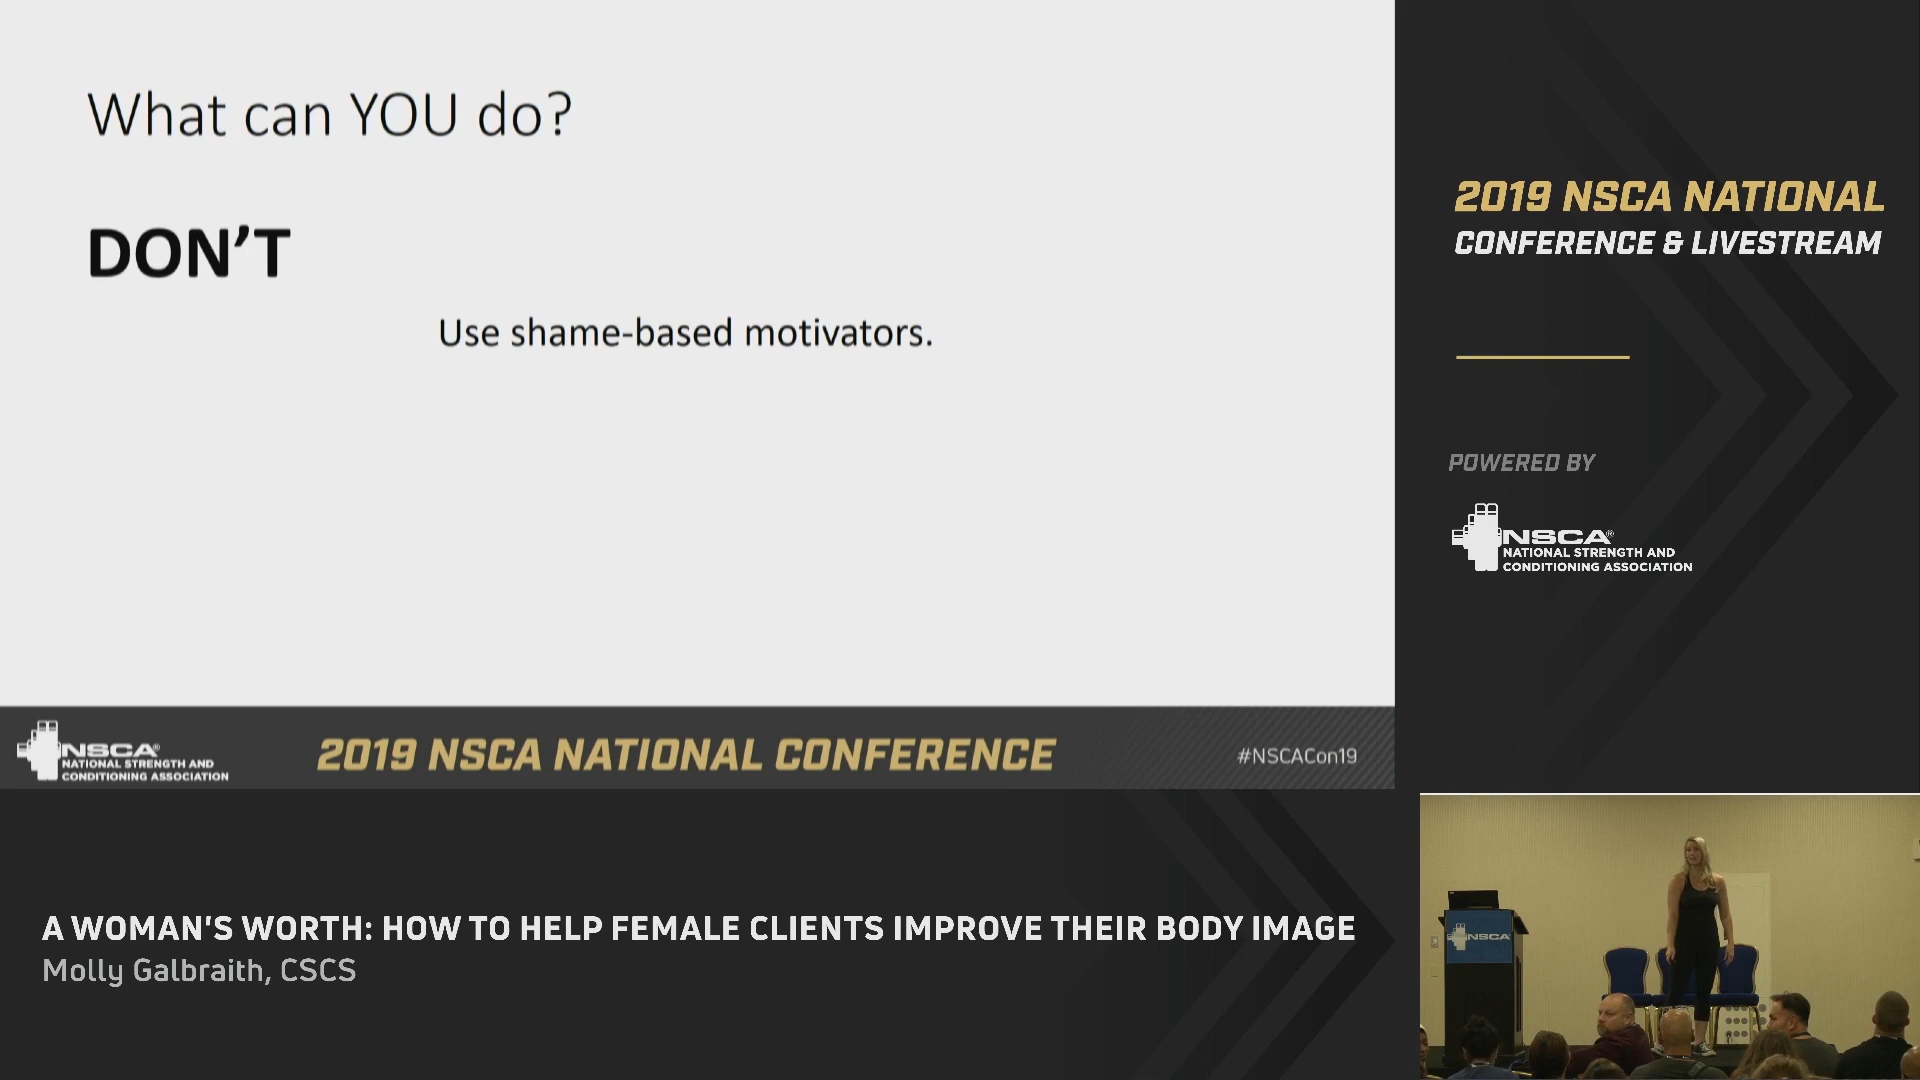 What can YOU do?
DON'T
Use shame-based motivators.
NSCA®
NATIONAL STRENGTH AND
CONDITIONING ASSOCIATION
2019 NSCA NATIONAL CONFERENCE
#NSCACon19
2019 NSCA NATIONAL
CONFERENCE & LIVESTREAM
POWERED BY
NSCA®
NATIONAL STRENGTH AND
CONDITIONING ASSOCIATION
A WOMAN'S WORTH: HOW TO HELP FEMALE CLIENTS IMPROVE THEIR BODY IMAGE
Molly Galbraith, CSCS
NSCA